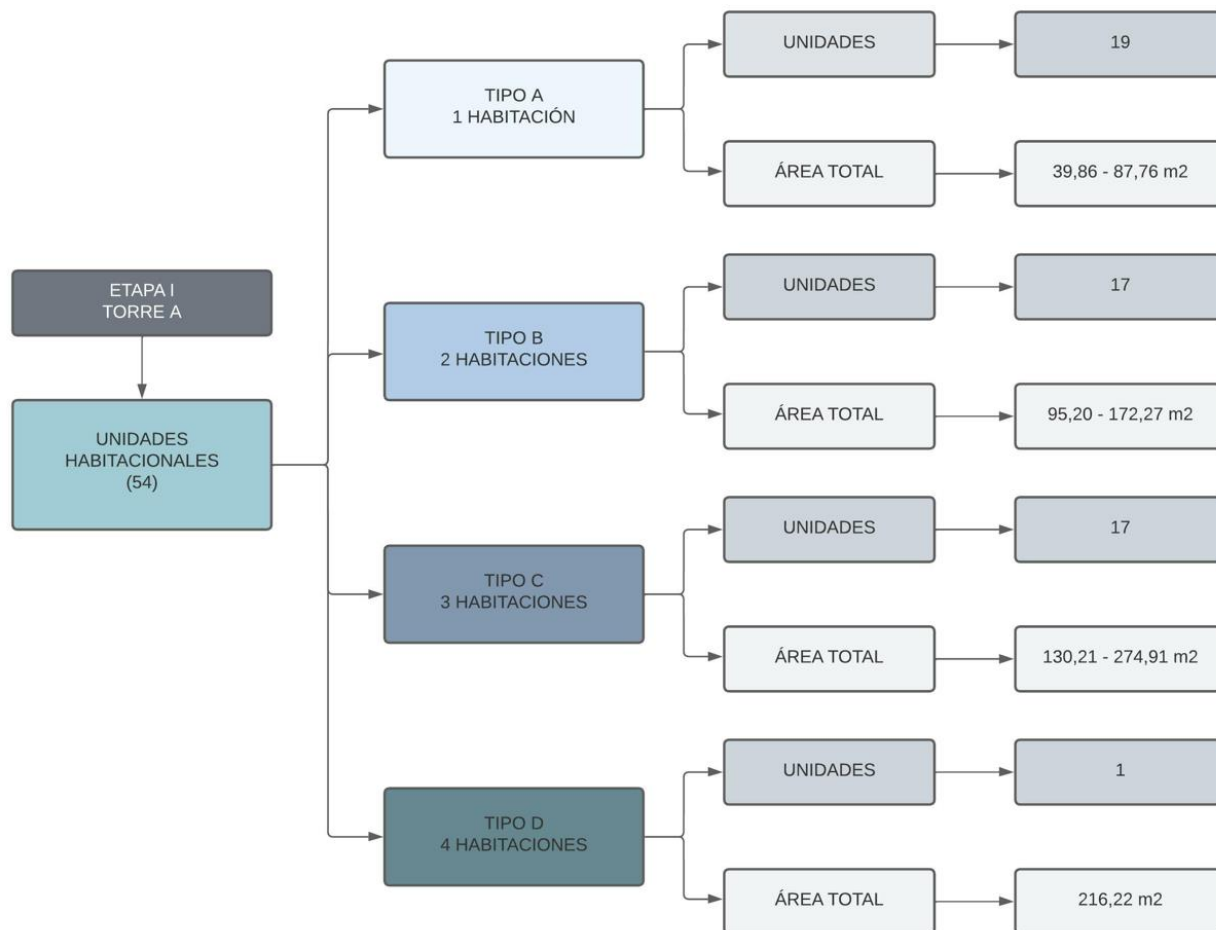 ETAPA I
TORRE A
UNIDADES
HABITACIONALES
(54)
TIPO A
1 HABITACIÓN
UNIDADES
19
ÁREA TOTAL
39,86 - 87,76 m2
TIPO B
2 HABITACIONES
UNIDADES
17
ÁREA TOTAL
95,20 - 172,27 m2
TIPO C
3 HABITACIONES
UNIDADES
17
ÁREA TOTAL
130,21 - 274,91 m2
TIPO D
4 HABITACIONES
UNIDADES
1
ÁREA TOTAL
216,22 m2